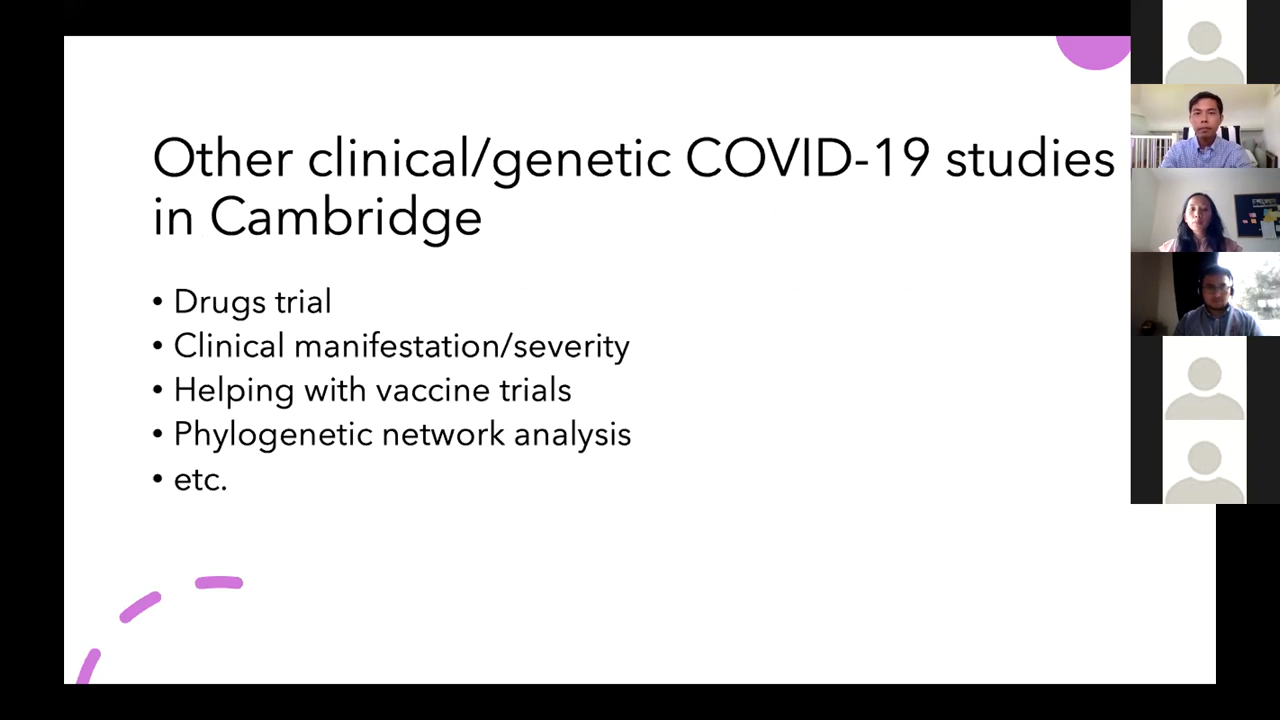 Other clinical/genetic COVID-19 studies
in Cambridge
• Drugs trial
• Clinical manifestation/severity
• Helping with vaccine trials
• Phylogenetic network analysis
• etc.